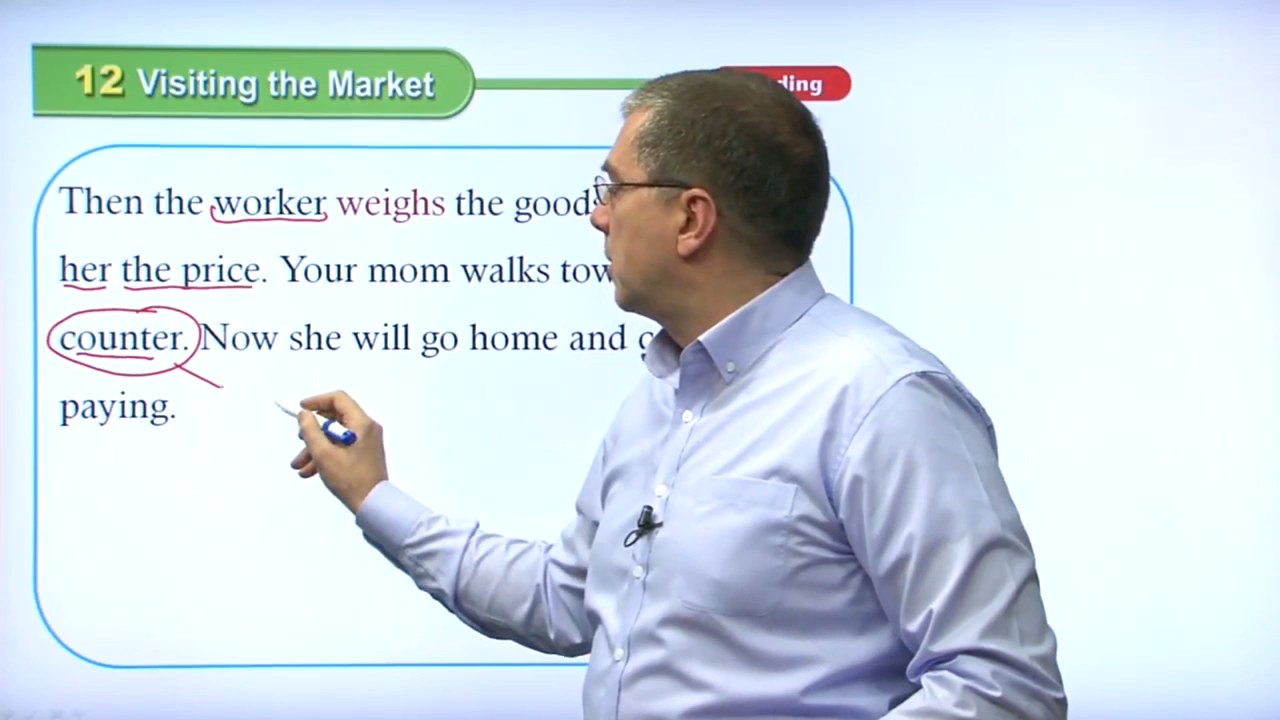 12 Visiting the Market
Then the worker weighs the good
her the price. Your mom walks
counter. Now she will go home and
paying.